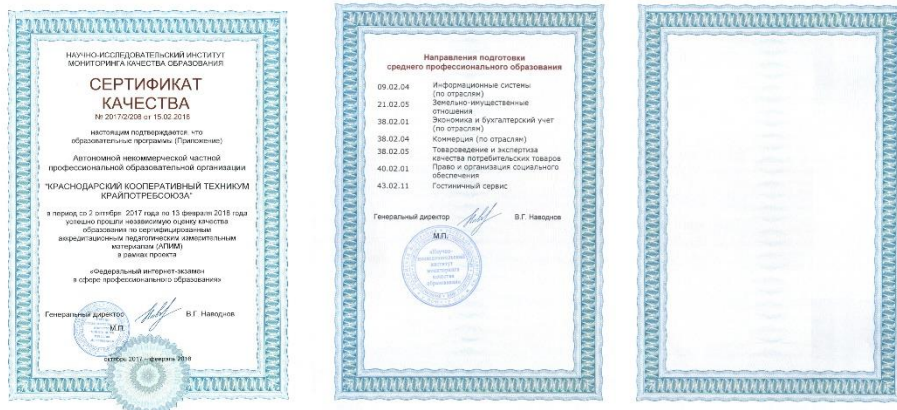 НАУЧНО-ИССЛЕДОВАТЕЛЬСКИЙ ИНСТИТУТ
МОНИТОРИНГА КАЧЕСТВА ОБРАЗОВАНИЯ
СЕРТИФИКАТ
КАЧЕСТВА
№ 2017/2/208 от 15.02.2018
настоящим подтверждается, что
образовательные программы (Приложение)
Автономной некоммерческой частной
профессиональной образовательной организации
"КРАСНОДАРСКИЙ КООПЕРАТИВНЫЙ ТЕХНИКУМ
КРАЙПОТРЕБСОЮЗА"
в период со 2 октября 2017 года по 13 февраля 2018 года
успешно прошли независимую оценку качества
образования по сертифицированным
аккредитационным педагогическим измерительным
материалам (АПИМ)
в рамках проекта
«Федеральный интернет-экзамен
в сфере профессионального образования»
Генеральный директор В.Г. Наводнов
М.П.
октябрь 2017 – февраль 2018
Направления подготовки
среднего профессионального образования
09.02.04 Информационные системы
(по отраслям)
21.02.05 Земельно-имущественные
отношения
38.02.01 Экономика и бухгалтерский учет
(по отраслям)
38.02.04 Коммерция (по отраслям)
38.02.05 Товароведение и экспертиза
качества потребительских товаров
40.02.01 Право и организация социального
обеспечения
43.02.11 Гостиничный сервис
Генеральный директор В.Г. Наводнов
М.П.
«Научно-
исследовательский
институт
мониторинга
качества
образования»